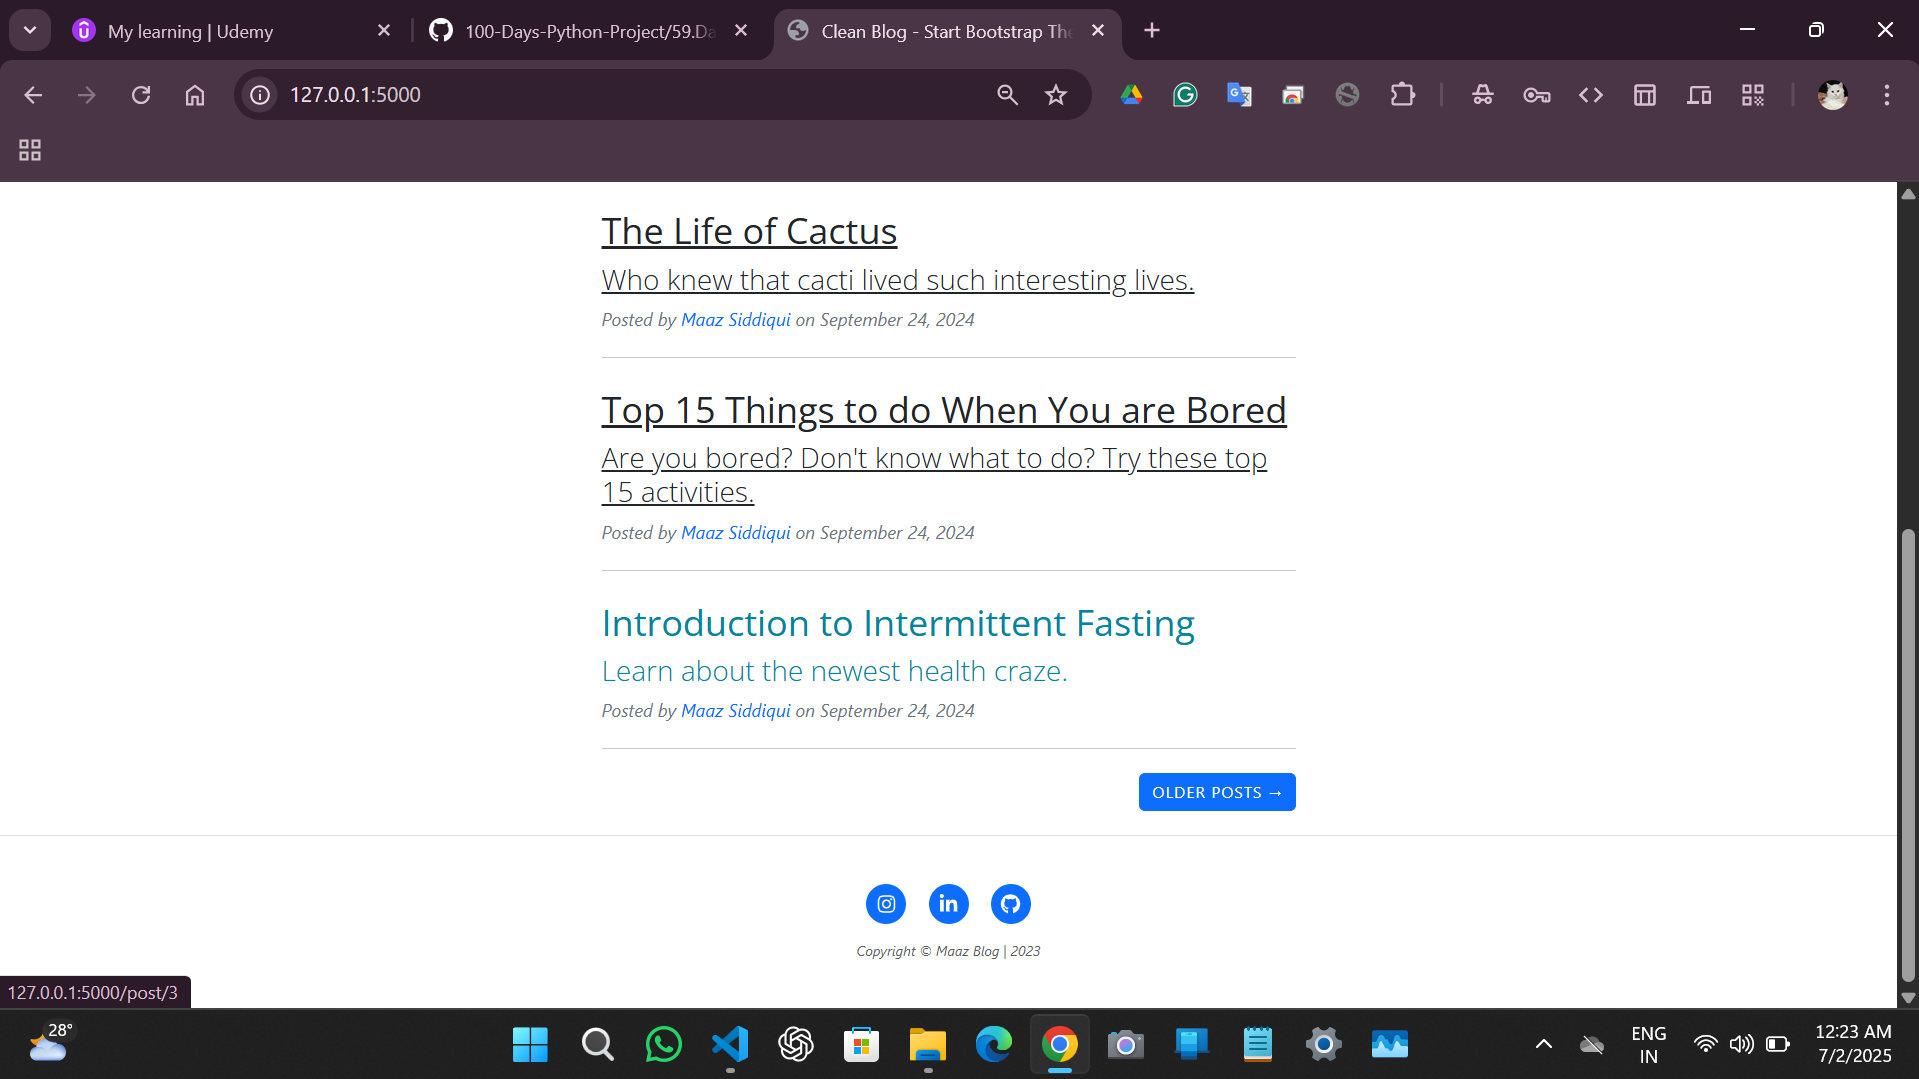 My learning | Udemy
100-Days-Python-Project/59.Da
Clean Blog - Start Bootstrap The
127.0.0.1:5000
The Life of Cactus
Who knew that cacti lived such interesting lives.
Posted by Maaz Siddiqui on September 24, 2024
Top 15 Things to do When You are Bored
Are you bored? Don't know what to do? Try these top
15 activities.
Posted by Maaz Siddiqui on September 24, 2024
Introduction to Intermittent Fasting
Learn about the newest health craze.
Posted by Maaz Siddiqui on September 24, 2024
OLDER POSTS →
Copyright © Maaz Blog | 2023
127.0.0.1:5000/post/3
28°
ENG
IN
12:23 AM
7/2/2025